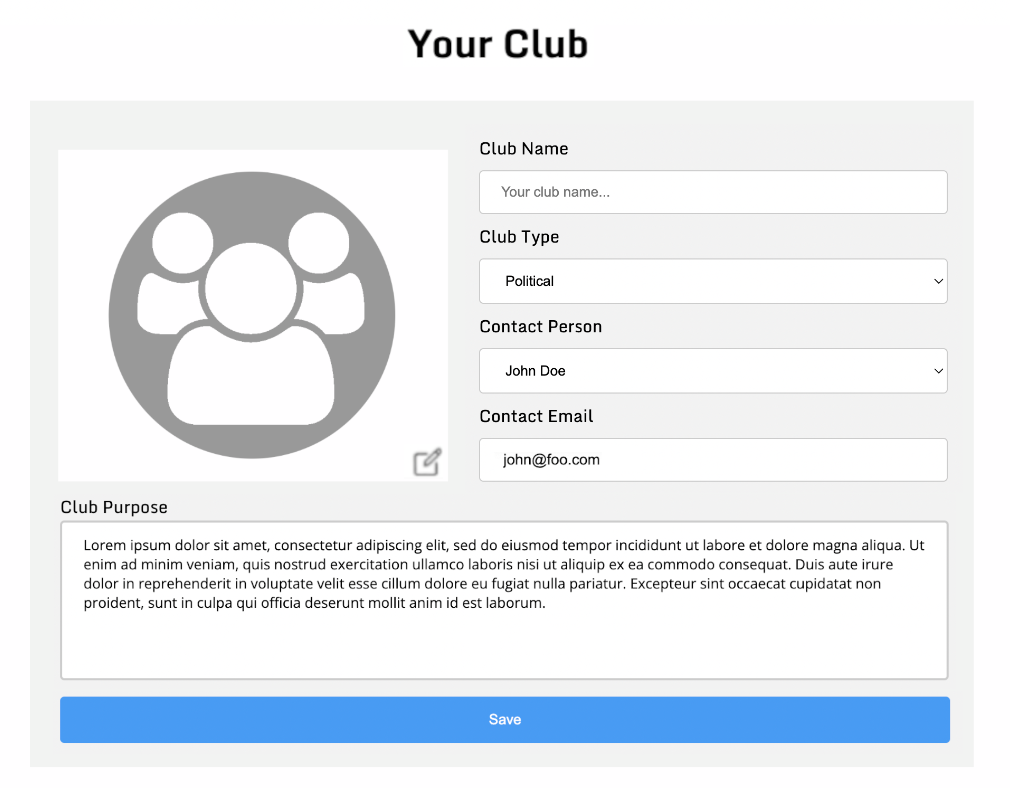 Your Club
Club Name
Your club name...
Club Type
Political
Contact Person
John Doe
Contact Email
john@foo.com
Club Purpose
Lorem ipsum dolor sit amet, consectetur adipiscing elit, sed do eiusmod tempor incididunt ut labore et dolore magna aliqua. Ut
enim ad minim veniam, quis nostrud exercitation ullamco laboris nisi ut aliquip ex ea commodo consequat. Duis aute irure
dolor in reprehenderit in voluptate velit esse cillum dolore eu fugiat nulla pariatur. Excepteur sint occaecat cupidatat non
proident, sunt in culpa qui officia deserunt mollit anim id est laborum.
Save